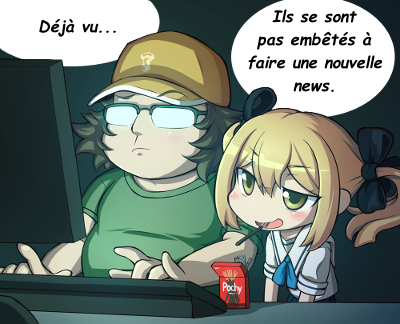 Déjà vu...
Ils se sont
pas embêtés à
faire une nouvelle
news.
?
Pochy